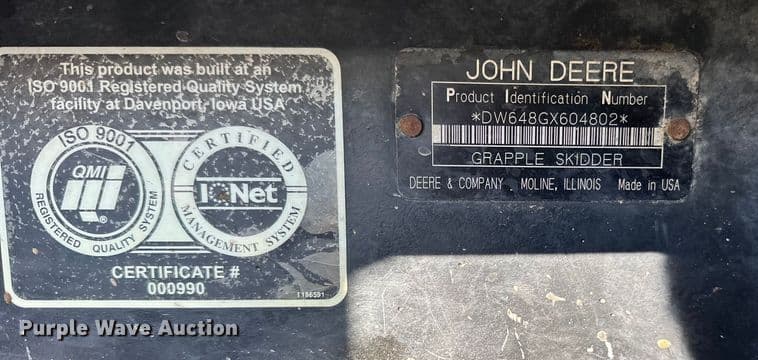 This product was built at an
ISO 9001 Registered Quality System
facility at Davenport, Iowa USA
ISO 9001
QMI
REGISTERED QUALITY SYSTEM
CERTIFIED
IQNet
MANAGEMENT SYSTEM
CERTIFICATE #
000990
JOHN DEERE
Product Identification Number
*DW648GX604802*
GRAPPLE SKIDDER
DEERE & COMPANY MOLINE, ILLINOIS Made in USA
Purple Wave Auction